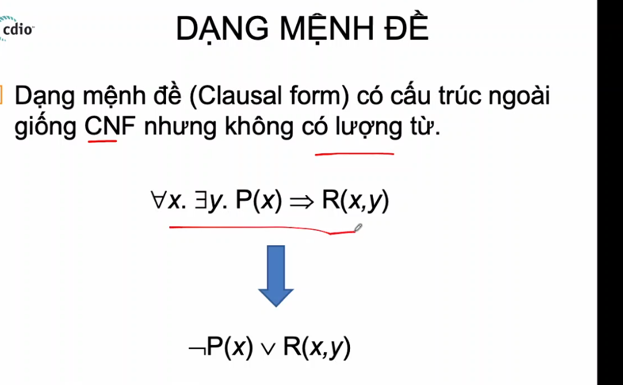 cdio
DẠNG MỆNH ĐỀ
Dạng mệnh đề (Clausal form) có cấu trúc ngoài
giống CNF nhưng không có lượng từ.
∀x. ∃y. P(x) ⇒ R(x,y)
¬P(x) ∨ R(x,y)